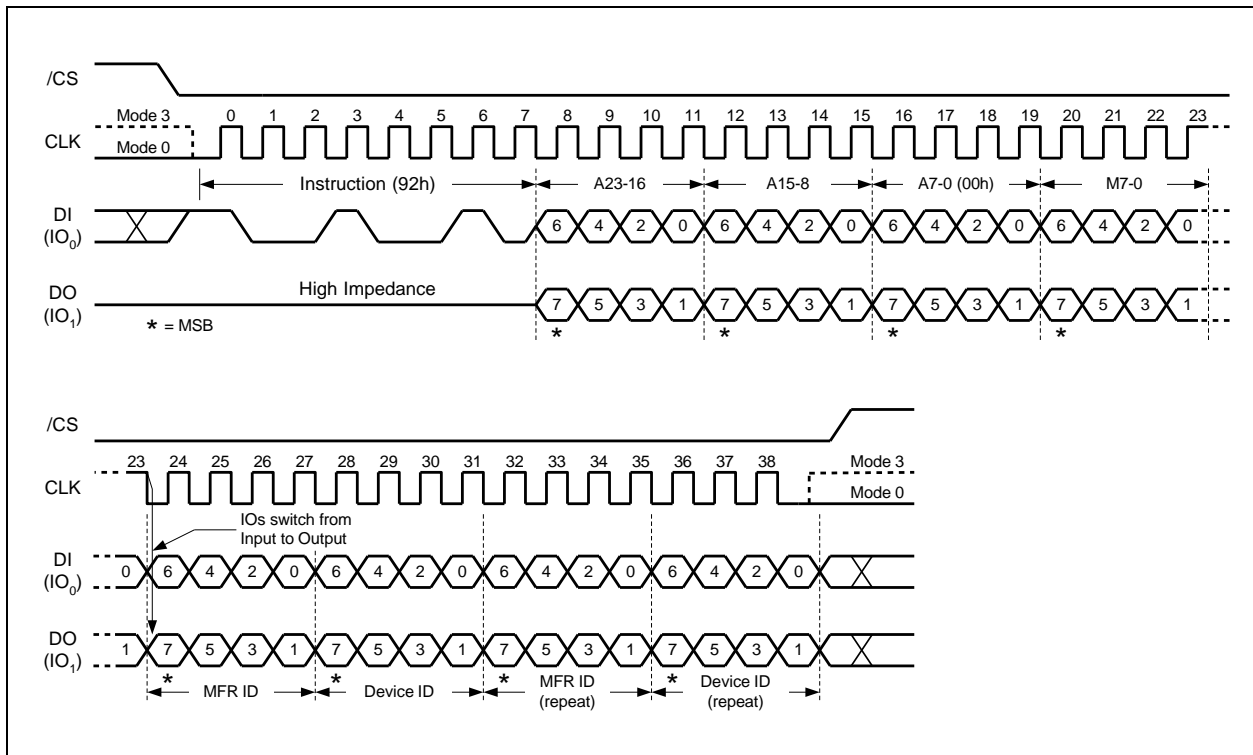 /CS
Mode 3 0 1 2 3 4 5 6 7 8 9 10 11 12 13 14 15 16 17 18 19 20 21 22 23
CLK
Mode 0
Instruction (92h) A23-16 A15-8 A7-0 (00h) M7-0
DI
(IO0) 6 4 2 0 6 4 2 0 6 4 2 0 6 4 2 0
High Impedance
DO
(IO1) 7 5 3 1 7 5 3 1 7 5 3 1 7 5 3 1
* = MSB * * * *
/CS
23 24 25 26 27 28 29 30 31 32 33 34 35 36 37 38 Mode 3
CLK
Mode 0
IOs switch from
Input to Output
DI
(IO0) 0 6 4 2 0 6 4 2 0 6 4 2 0 6 4 2 0
DO
(IO1) 1 7 5 3 1 7 5 3 1 7 5 3 1 7 5 3 1
* * * *
MFR ID Device ID MFR ID Device ID
(repeat) (repeat)